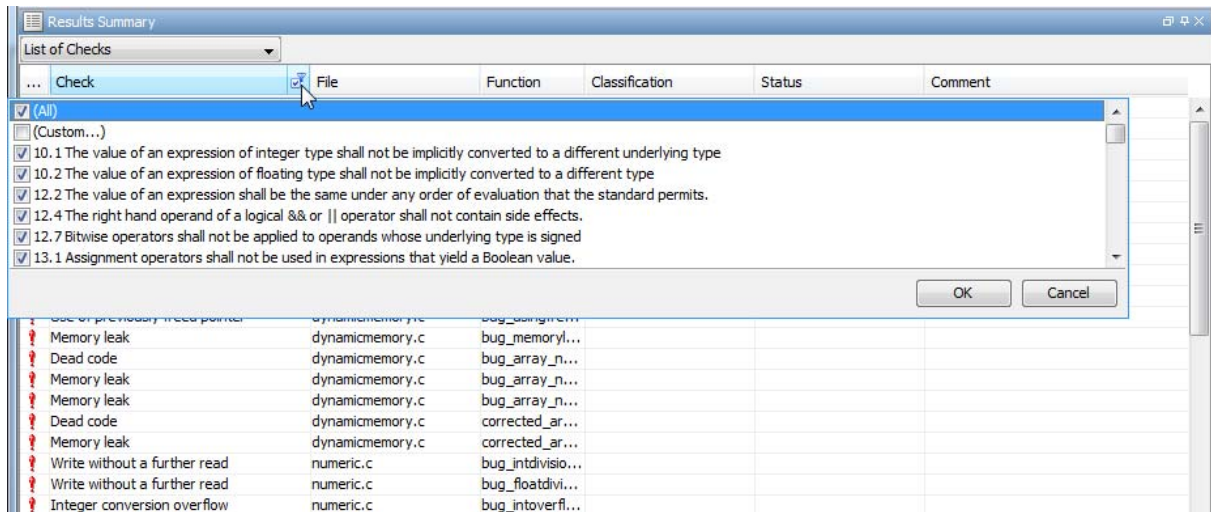 Results Summary
List of Checks
... Check File Function Classification Status Comment
(All)
(Custom...)
10.1 The value of an expression of integer type shall not be implicitly converted to a different underlying type
10.2 The value of an expression of floating type shall not be implicitly converted to a different type
12.2 The value of an expression shall be the same under any order of evaluation that the standard permits.
12.4 The right hand operand of a logical && or || operator shall not contain side effects.
12.7 Bitwise operators shall not be applied to operands whose underlying type is signed
13.1 Assignment operators shall not be used in expressions that yield a Boolean value.
OK Cancel
Memory leak dynamicmemory.c bug_memoryl...
Dead code dynamicmemory.c bug_array_n...
Memory leak dynamicmemory.c bug_array_n...
Memory leak dynamicmemory.c bug_array_n...
Dead code dynamicmemory.c corrected_ar...
Memory leak dynamicmemory.c corrected_ar...
Write without a further read numeric.c bug_intdivisio...
Write without a further read numeric.c bug_floatdivi...
Integer conversion overflow numeric.c bug_intoverfl...